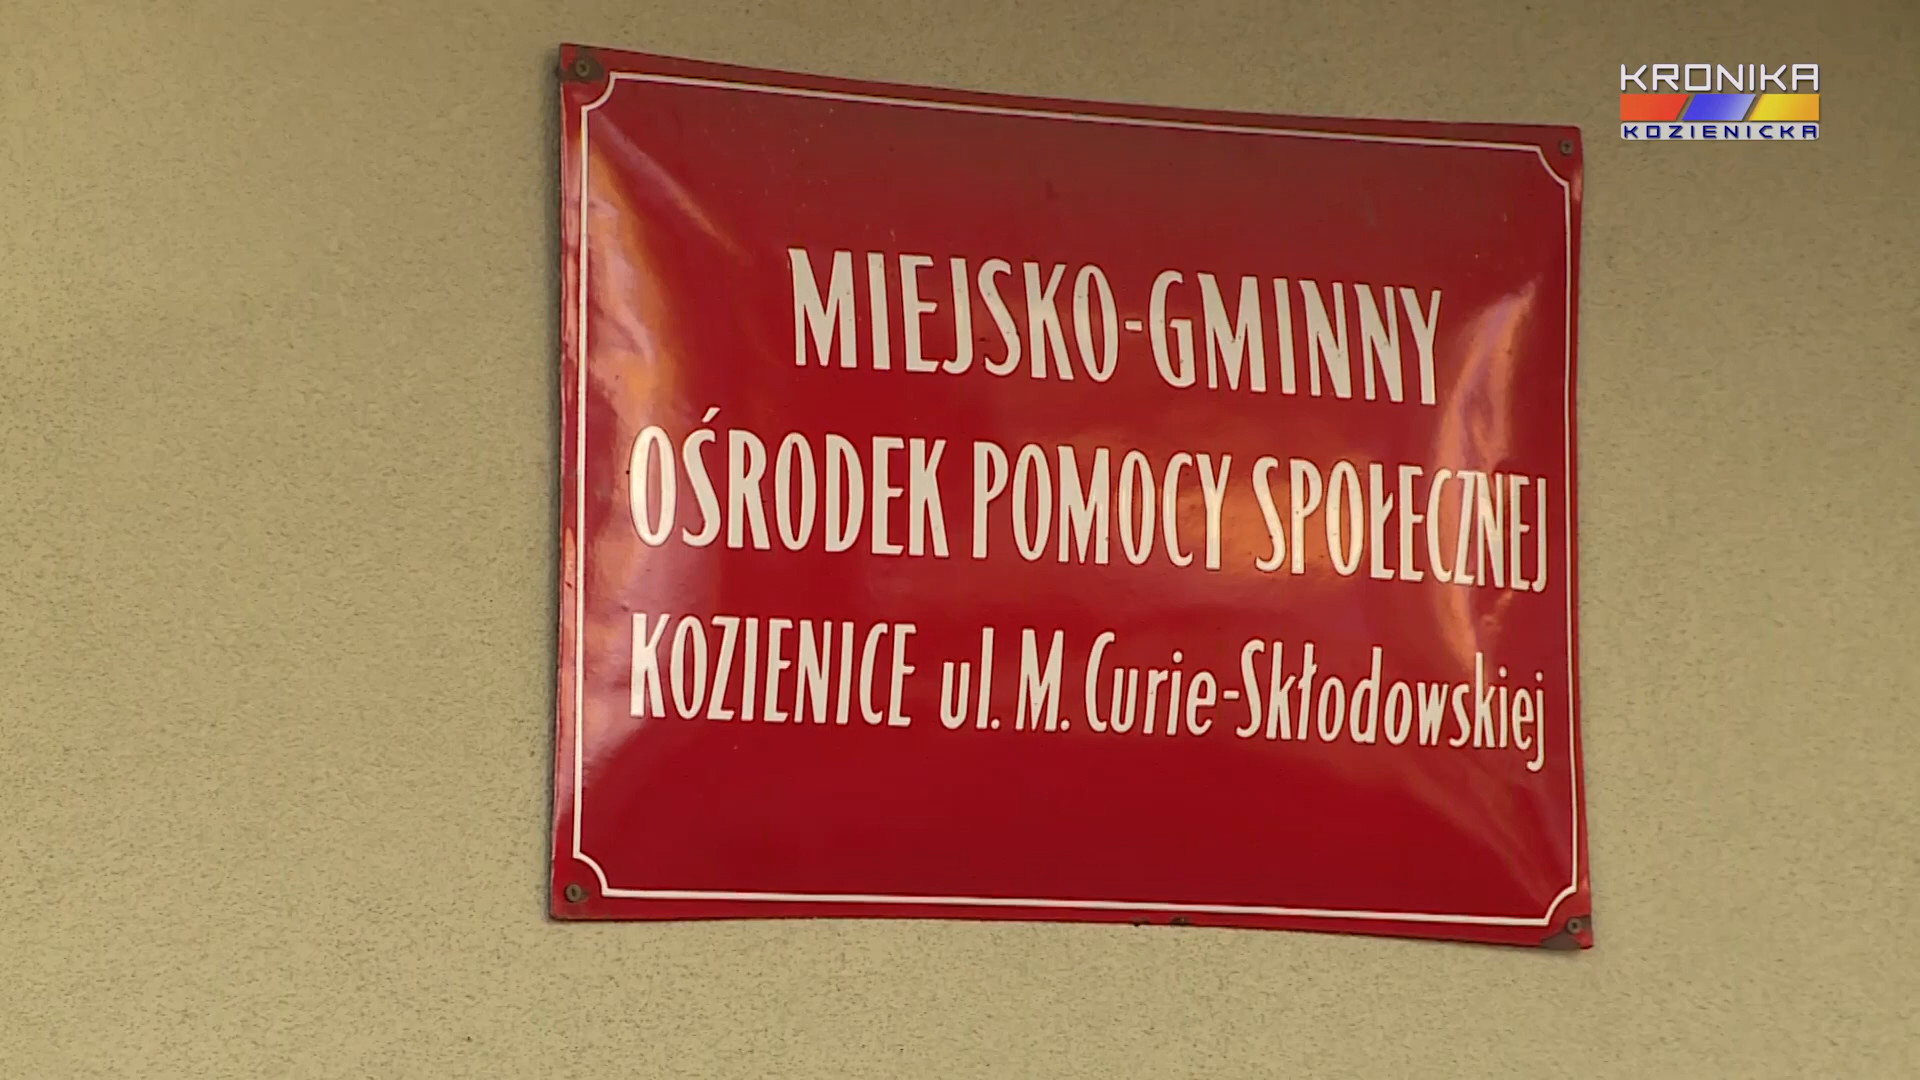 KRONIKA
KOZIENICKA
MIEJSKO-GMINNY
OŚRODEK POMOCY SPOŁECZNEJ
KOZIENICE ul. M. Curie-Skłodowskiej